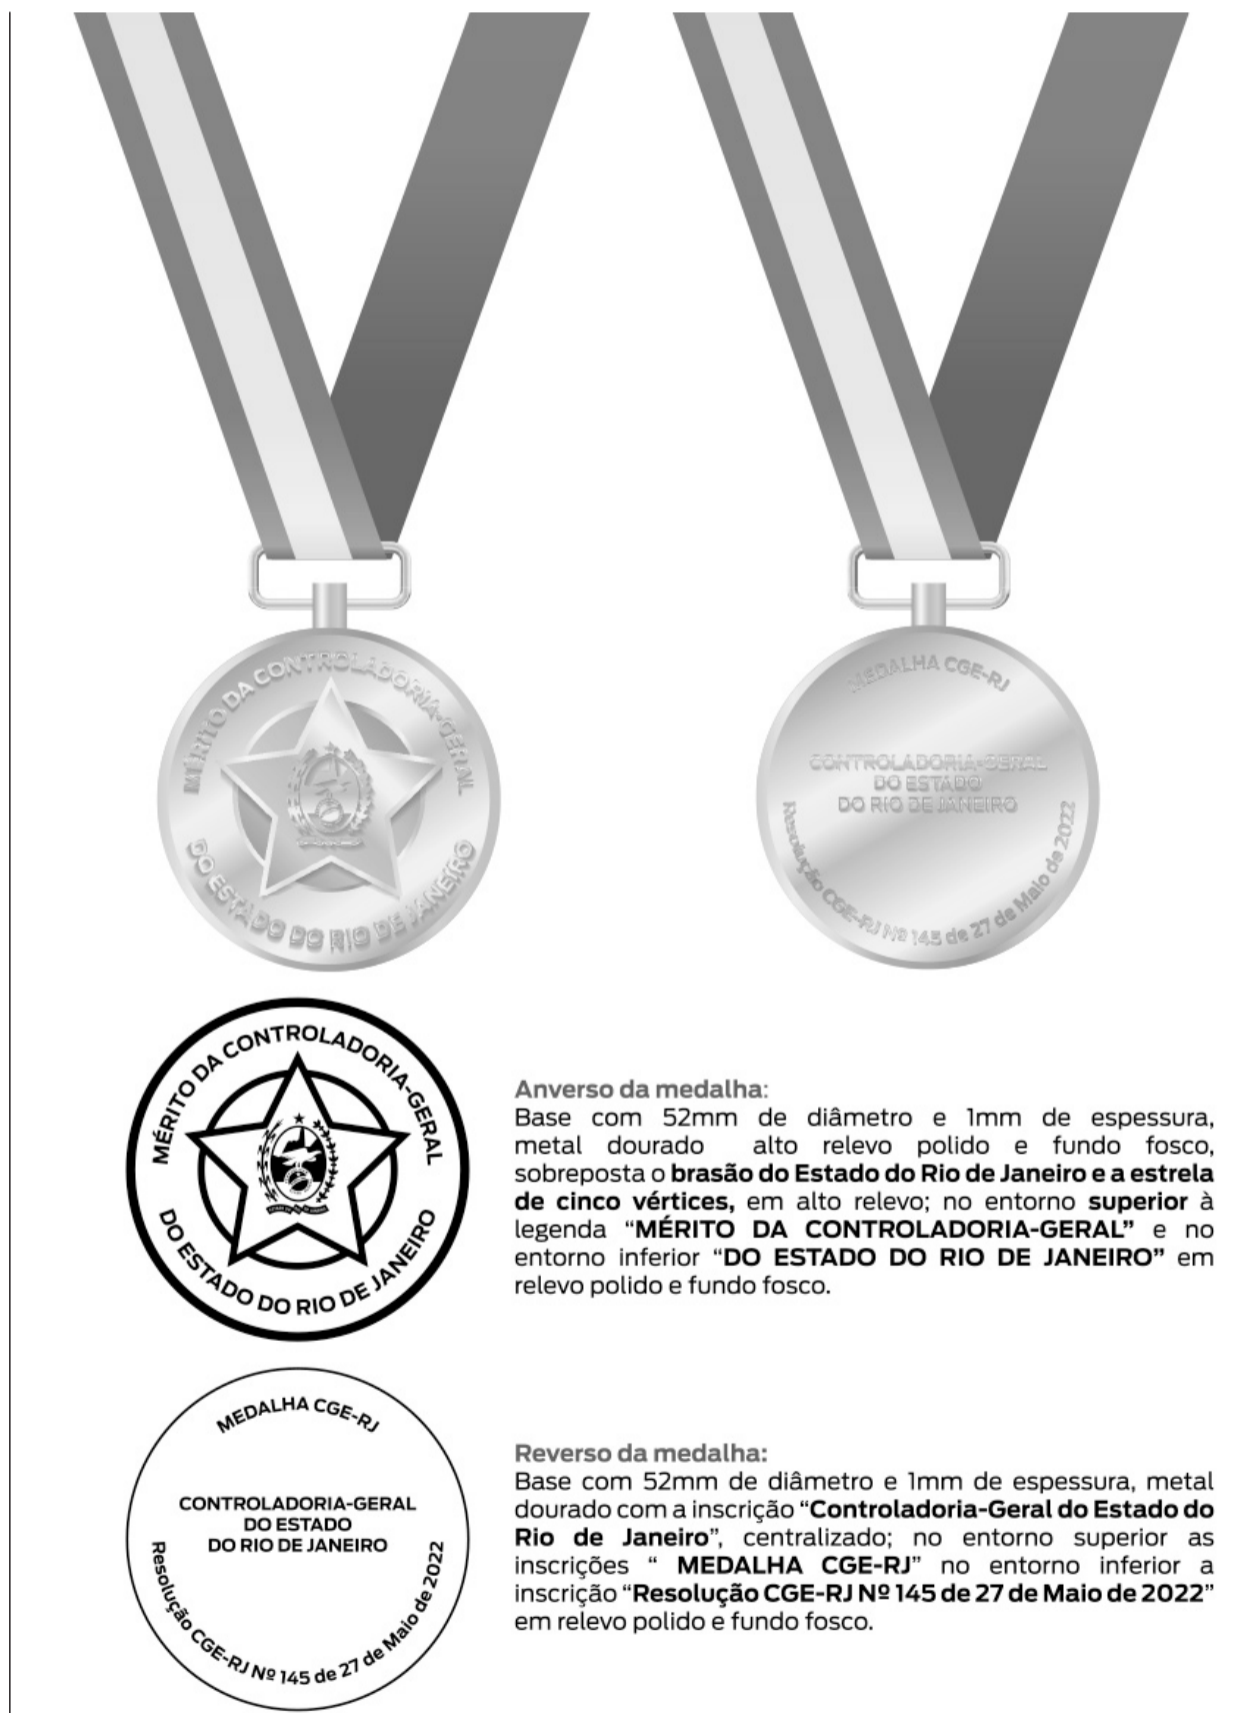 MÉRITO DA CONTROLADORIA-GERAL
DO ESTADO DO RIO DE JANEIRO
MEDALHA CGE-RJ
CONTROLADORIA-GERAL
DO ESTADO
DO RIO DE JANEIRO
Resolução CGE-RJ Nº 145 de 27 de Maio de 2022
MÉRITO DA CONTROLADORIA-GERAL
DO ESTADO DO RIO DE JANEIRO
Anverso da medalha:
Base com 52mm de diâmetro e 1mm de espessura,
metal dourado alto relevo polido e fundo fosco,
sobreposta o brasão do Estado do Rio de Janeiro e a estrela
de cinco vértices, em alto relevo; no entorno superior à
legenda “MÉRITO DA CONTROLADORIA-GERAL” e no
entorno inferior “DO ESTADO DO RIO DE JANEIRO” em
relevo polido e fundo fosco.
MEDALHA CGE-RJ
CONTROLADORIA-GERAL
DO ESTADO
DO RIO DE JANEIRO
Resolução CGE-RJ Nº 145 de 27 de Maio de 2022
Reverso da medalha:
Base com 52mm de diâmetro e 1mm de espessura, metal
dourado com a inscrição “Controladoria-Geral do Estado do
Rio de Janeiro”, centralizado; no entorno superior as
inscrições “ MEDALHA CGE-RJ” no entorno inferior a
inscrição “Resolução CGE-RJ Nº 145 de 27 de Maio de 2022”
em relevo polido e fundo fosco.